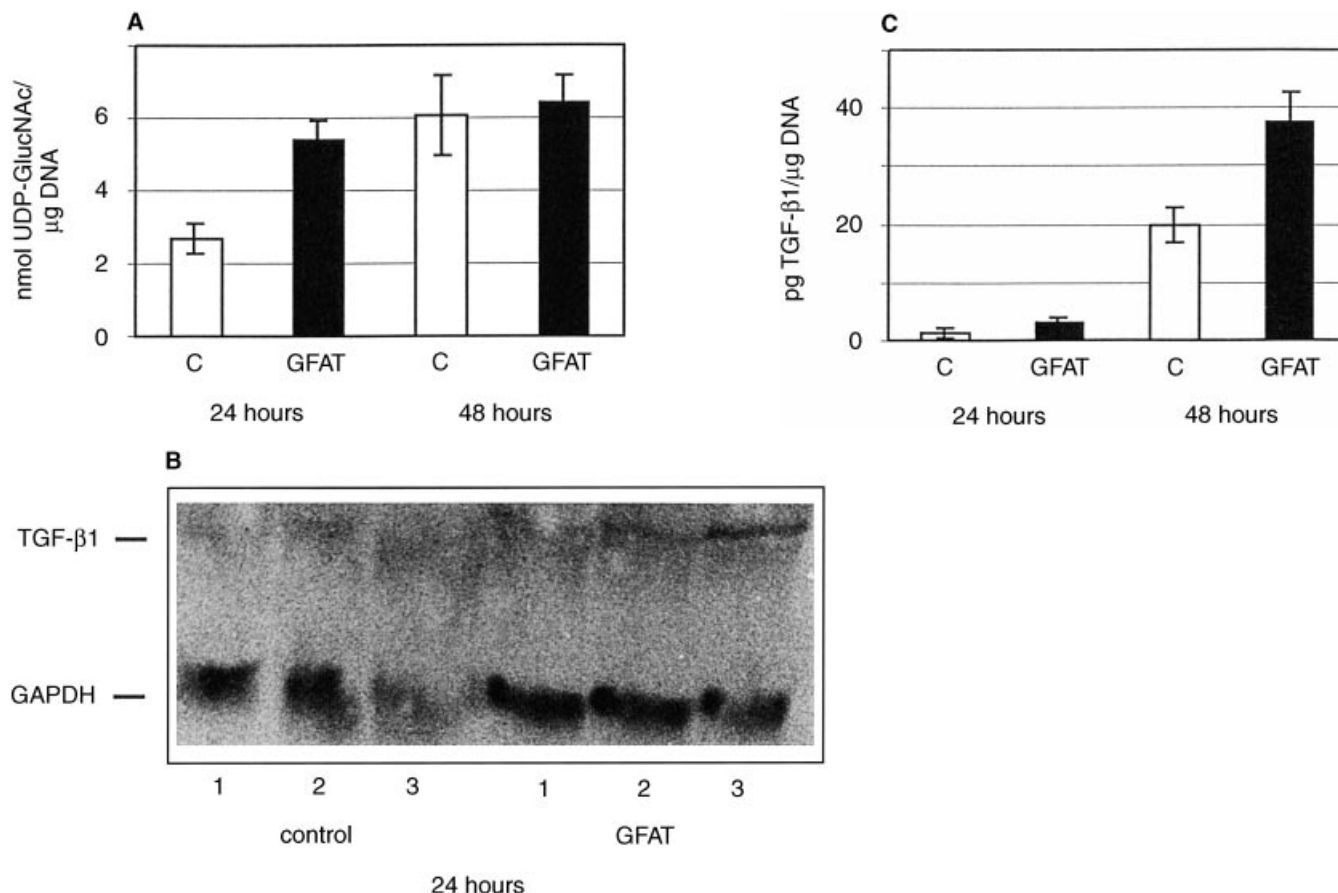 A
nmol UDP-GlucNAc/
µg DNA
6
4
2
0
C GFAT C GFAT
24 hours 48 hours
C
pg TGF-β1/µg DNA
40
20
0
C GFAT C GFAT
24 hours 48 hours
B
TGF-β1
GAPDH
1 2 3 1 2 3
control GFAT
24 hours